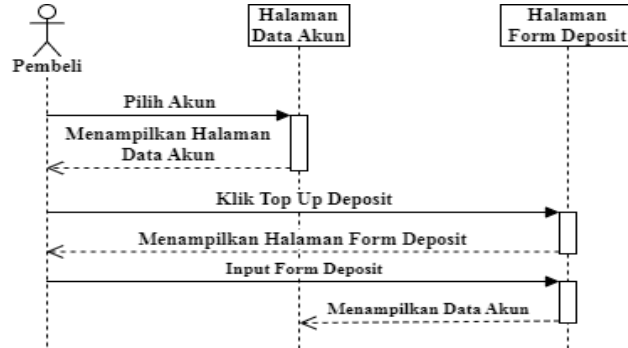 Halaman
Data Akun
Halaman
Form Deposit
Pembeli
Pilih Akun
Menampilkan Halaman
Data Akun
Klik Top Up Deposit
Menampilkan Halaman Form Deposit
Input Form Deposit
Menampilkan Data Akun